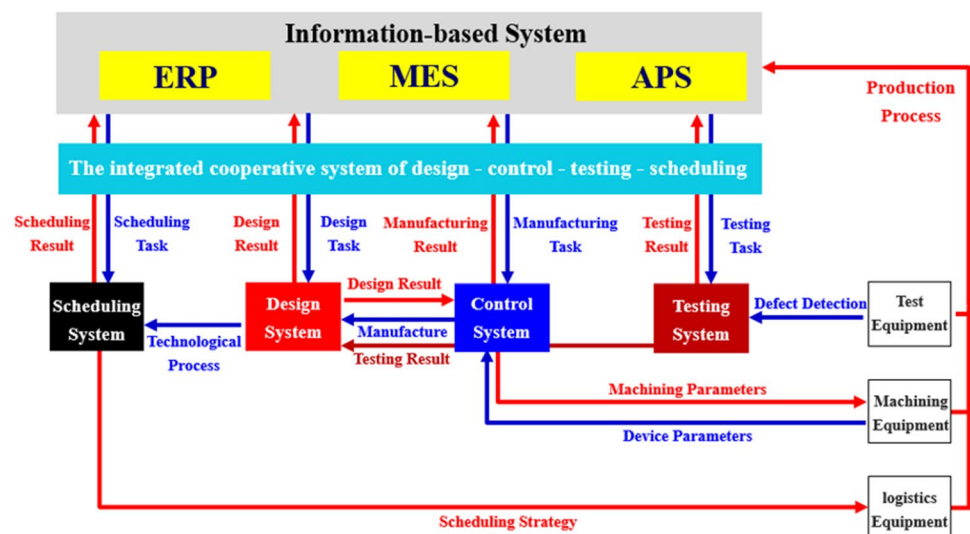 Information-based System
ERP
MES
APS
Production
Process
The integrated cooperative system of design - control - testing - scheduling
Scheduling
Result
Scheduling
Task
Design
Result
Design
Task
Manufacturing
Result
Manufacturing
Task
Testing
Result
Testing
Task
Scheduling
System
Technological
Process
Design
System
Design Result
Manufacture
Testing Result
Control
System
Testing
System
Defect Detection
Test
Equipment
Machining Parameters
Device Parameters
Machining
Equipment
Scheduling Strategy
logistics
Equipment